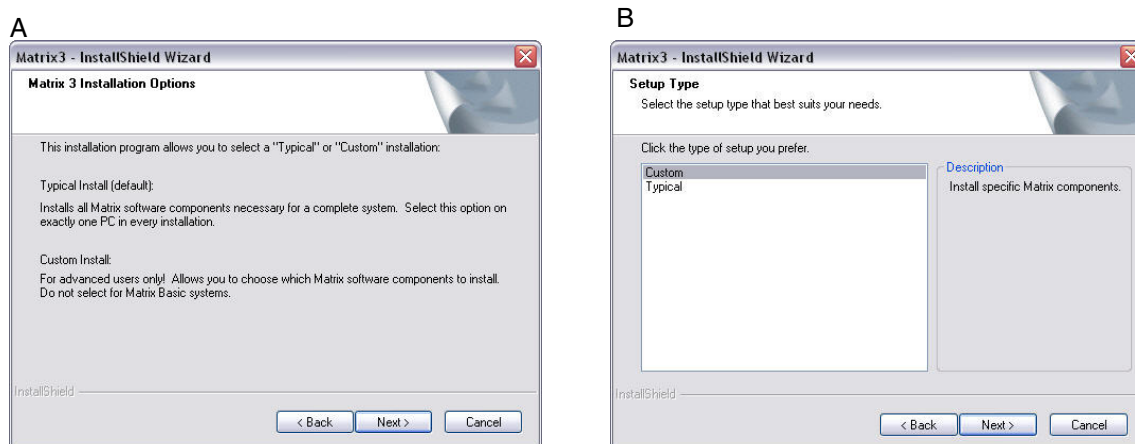 A
Matrix3 - InstallShield Wizard
Matrix 3 Installation Options
This installation program allows you to select a "Typical" or "Custom" installation:
Typical Install (default):
Installs all Matrix software components necessary for a complete system. Select this option on
exactly one PC in every installation.
Custom Install:
For advanced users only! Allows you to choose which Matrix software components to install.
Do not select for Matrix Basic systems.
InstallShield
< Back
Next >
Cancel
B
Matrix3 - InstallShield Wizard
Setup Type
Select the setup type that best suits your needs.
Click the type of setup you prefer.
Custom
Typical
Description
Install specific Matrix components.
InstallShield
< Back
Next >
Cancel